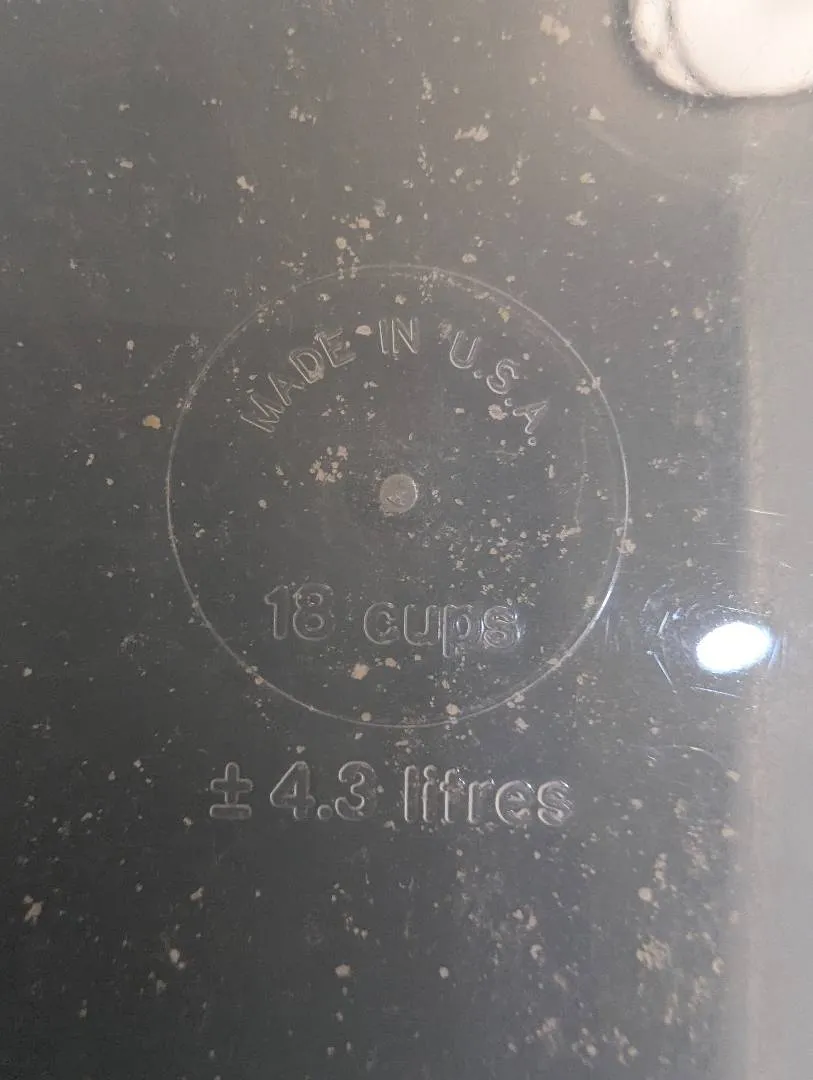 MADE IN U.S.A.
18 cups
± 4.3 litres